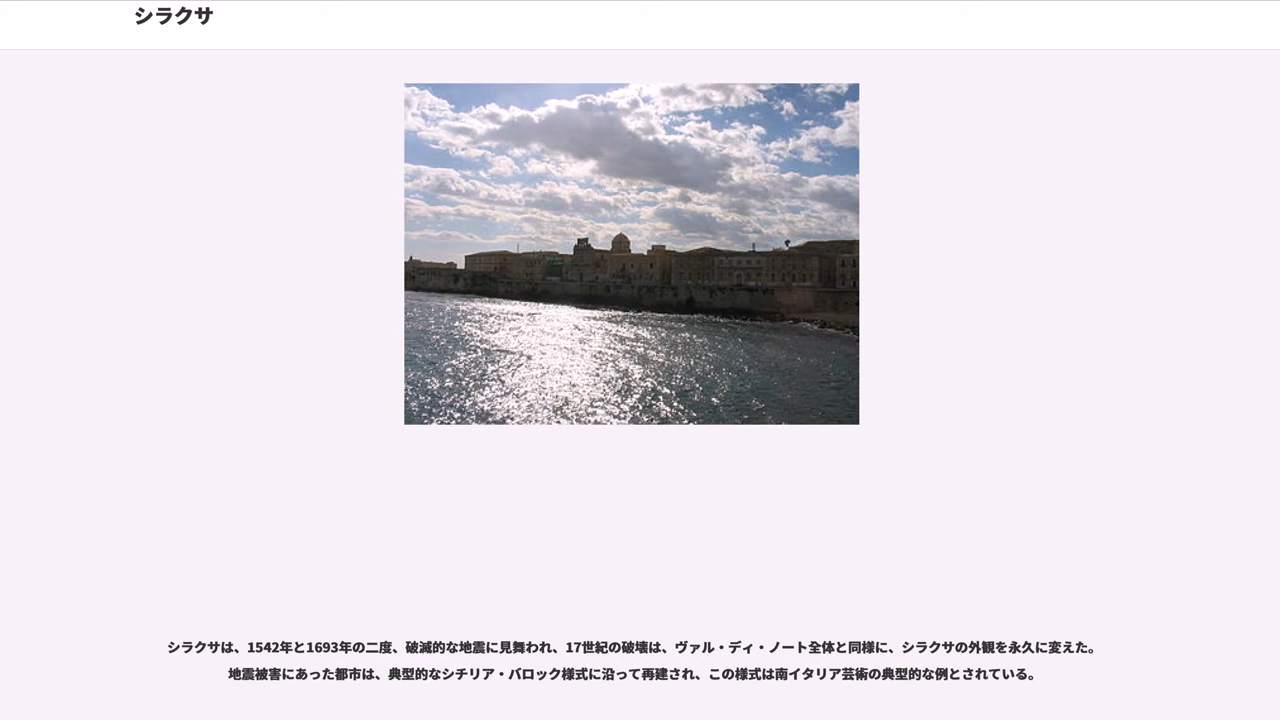 シラクサ
シラクサは、1542年と1693年の二度、破滅的な地震に見舞われ、17世紀の破壊は、ヴァル・ディ・ノート全体と同様に、シラクサの外観を永久に変えた。
地震被害にあった都市は、典型的なシチリア・バロック様式に沿って再建され、この様式は南イタリア芸術の典型的な例とされている。